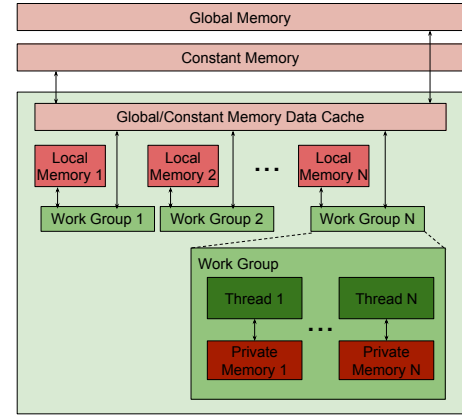 Global Memory
Constant Memory
Global/Constant Memory Data Cache
Local
Memory 1
Local
Memory 2
...
Local
Memory N
Work Group 1
Work Group 2
Work Group N
Work Group
Thread 1
Thread N
...
Private
Memory 1
Private
Memory N